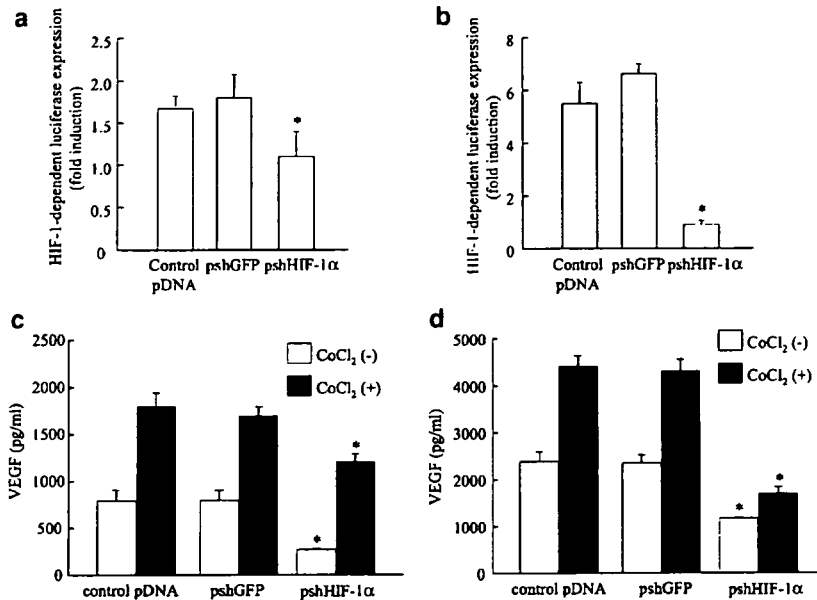 a
HIF-1-dependent luciferase expression
(fold induction)
2.5
2.0
1.5
1.0
0.5
0
*
Control
pDNA
pshGFP
pshHIF-1α
b
HIF-1-dependent luciferase expression
(fold induction)
8
6
4
2
0
*
Control
pDNA
pshGFP
pshHIF-1α
c
VEGF (pg/ml)
2500
2000
1500
1000
500
0
CoCl2 (-)
CoCl2 (+)
*
*
control pDNA
pshGFP
pshHIF-1α
d
VEGF (pg/ml)
5000
4000
3000
2000
1000
0
CoCl2 (-)
CoCl2 (+)
*
*
control pDNA
pshGFP
pshHIF-1α